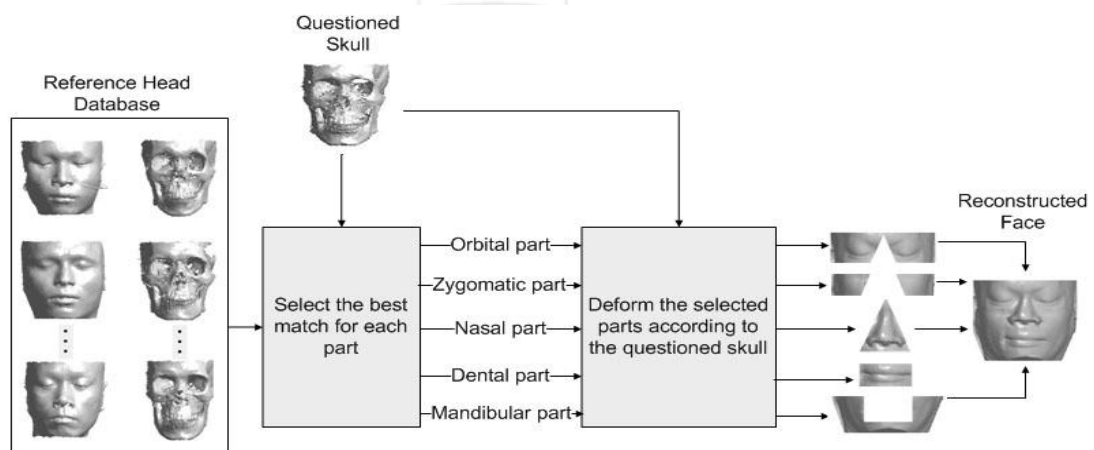 Questioned
Skull
Reference Head
Database
Reconstructed
Face
Select the best
match for each
part
Orbital part
Zygomatic part
Nasal part
Dental part
Mandibular part
Deform the selected
parts according to
the questioned skull